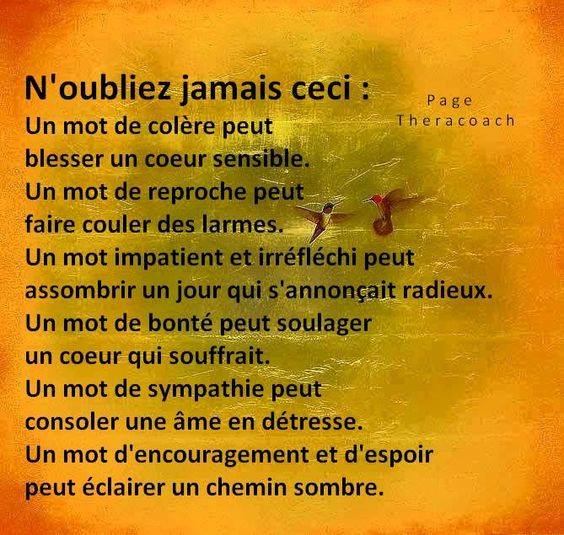 N'oubliez jamais ceci :
Page
Theracoach
Un mot de colère peut
blesser un coeur sensible.
Un mot de reproche peut
faire couler des larmes.
Un mot impatient et irréfléchi peut
assombrir un jour qui s'annonçait radieux.
Un mot de bonté peut soulager
un coeur qui souffrait.
Un mot de sympathie peut
consoler une âme en détresse.
Un mot d'encouragement et d'espoir
peut éclairer un chemin sombre.